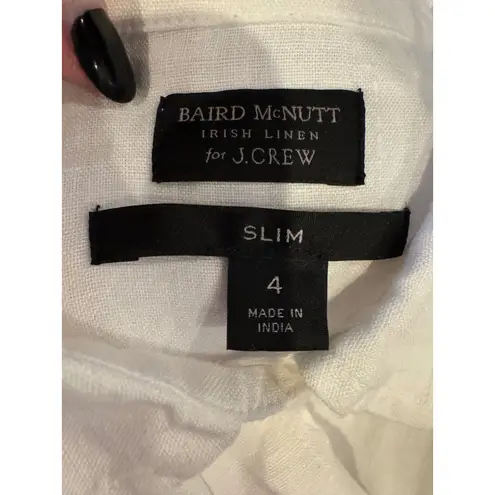 BAIRD McNUTT
IRISH LINEN
for J.CREW
SLIM
4
MADE IN
INDIA